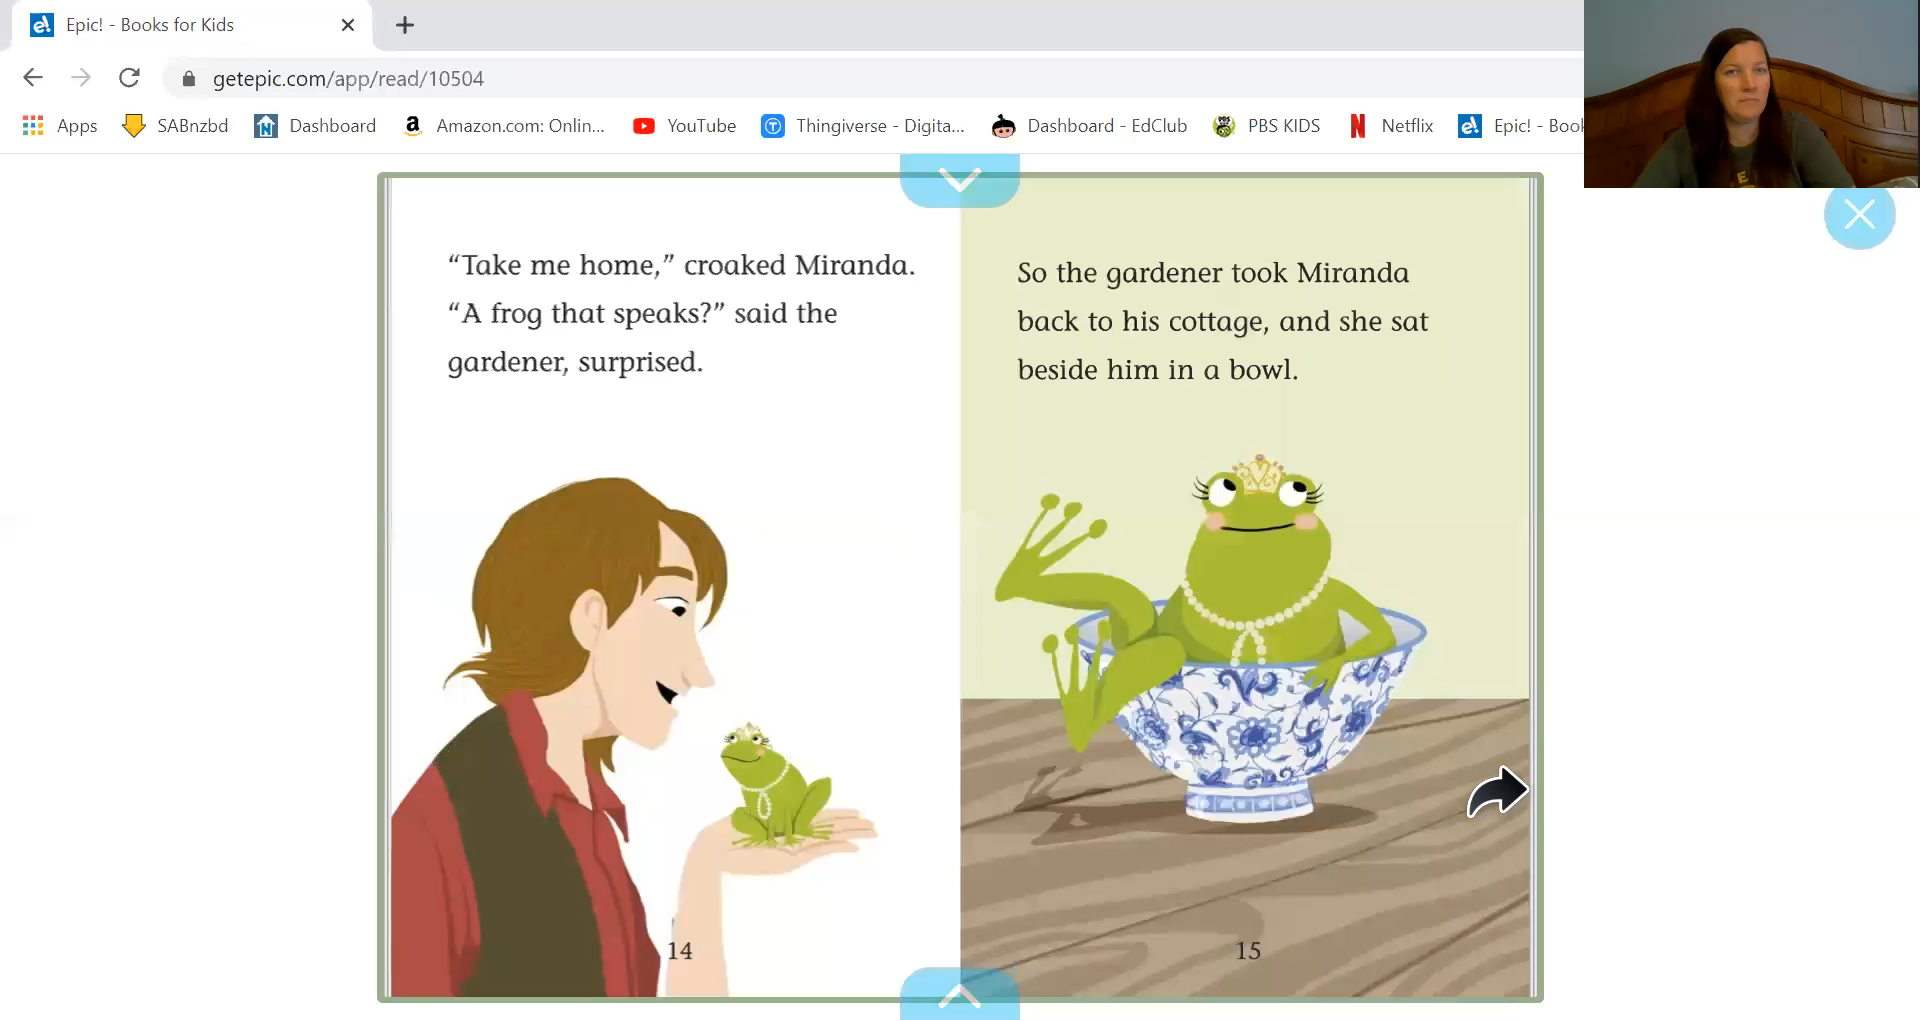 Epic! - Books for Kids
getepic.com/app/read/10504
Apps SABnzbd Dashboard Amazon.com: Onlin... YouTube Thingiverse - Digita... Dashboard - EdClub PBS KIDS Netflix Epic! - Book
“Take me home,” croaked Miranda.
“A frog that speaks?” said the
gardener, surprised.
14
So the gardener took Miranda
back to his cottage, and she sat
beside him in a bowl.
15